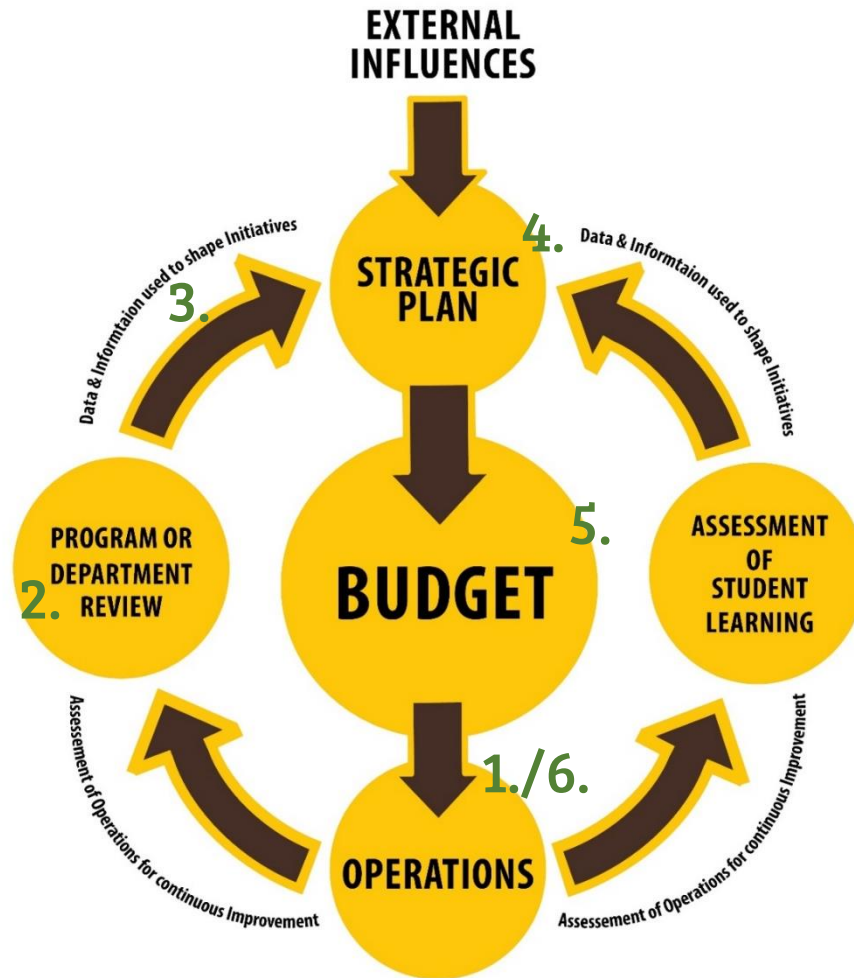 EXTERNAL
INFLUENCES
Data & Informtaion used to shape Initiatives
3.
STRATEGIC
PLAN
4.
Data & Informtaion used to shape Initiatives
PROGRAM OR
DEPARTMENT
REVIEW
2.
BUDGET
5.
ASSESSMENT
OF
STUDENT
LEARNING
Assessment of Operations for continuous Improvement
1./6.
OPERATIONS
Assessment of Operations for continuous Improvement